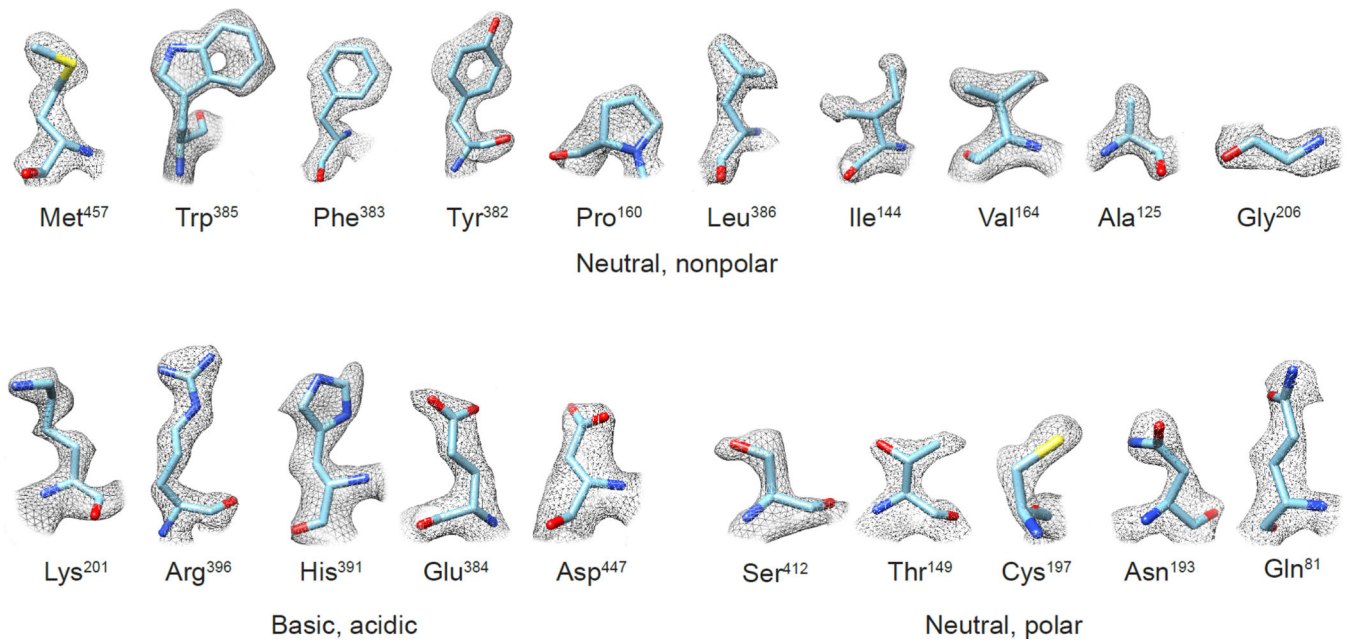 Met457 Trp385 Phe383 Tyr382 Pro160 Leu386 Ile144 Val164 Ala125 Gly206
Neutral, nonpolar
Lys201 Arg396 His391 Glu384 Asp447 Ser412 Thr149 Cys197 Asn193 Gln81
Basic, acidic Neutral, polar